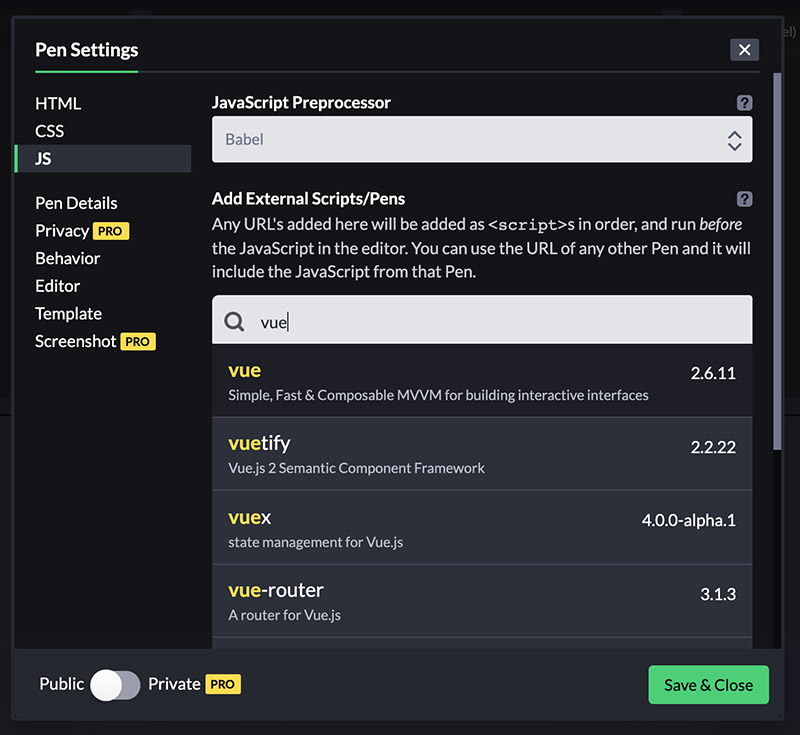 el)
Pen Settings
HTML
CSS
JS
Pen Details
Privacy PRO
Behavior
Editor
Template
Screenshot PRO
JavaScript Preprocessor ?
Babel
Add External Scripts/Pens ?
Any URL's added here will be added as <script>s in order, and run before
the JavaScript in the editor. You can use the URL of any other Pen and it will
include the JavaScript from that Pen.
vue
vue 2.6.11
Simple, Fast & Composable MVVM for building interactive interfaces
vuetify 2.2.22
Vue.js 2 Semantic Component Framework
vuex 4.0.0-alpha.1
state management for Vue.js
vue-router 3.1.3
A router for Vue.js
Public Private PRO
Save & Close